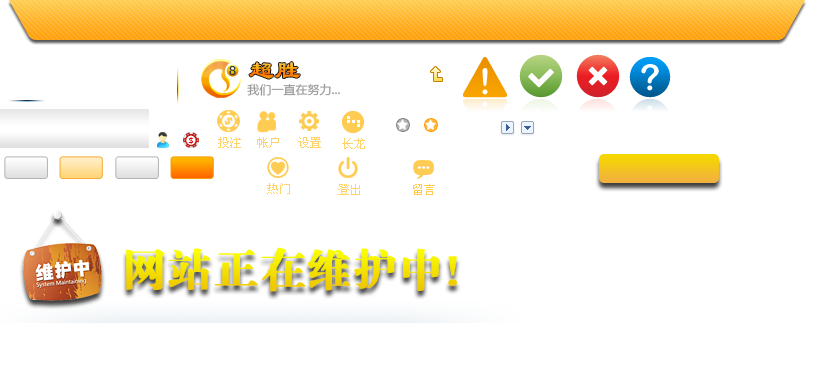 超胜
我们一直在努力...
投注
帐户
设置
长龙
热门
登出
留言
维护中
System Maintaining
网站正在维护中!